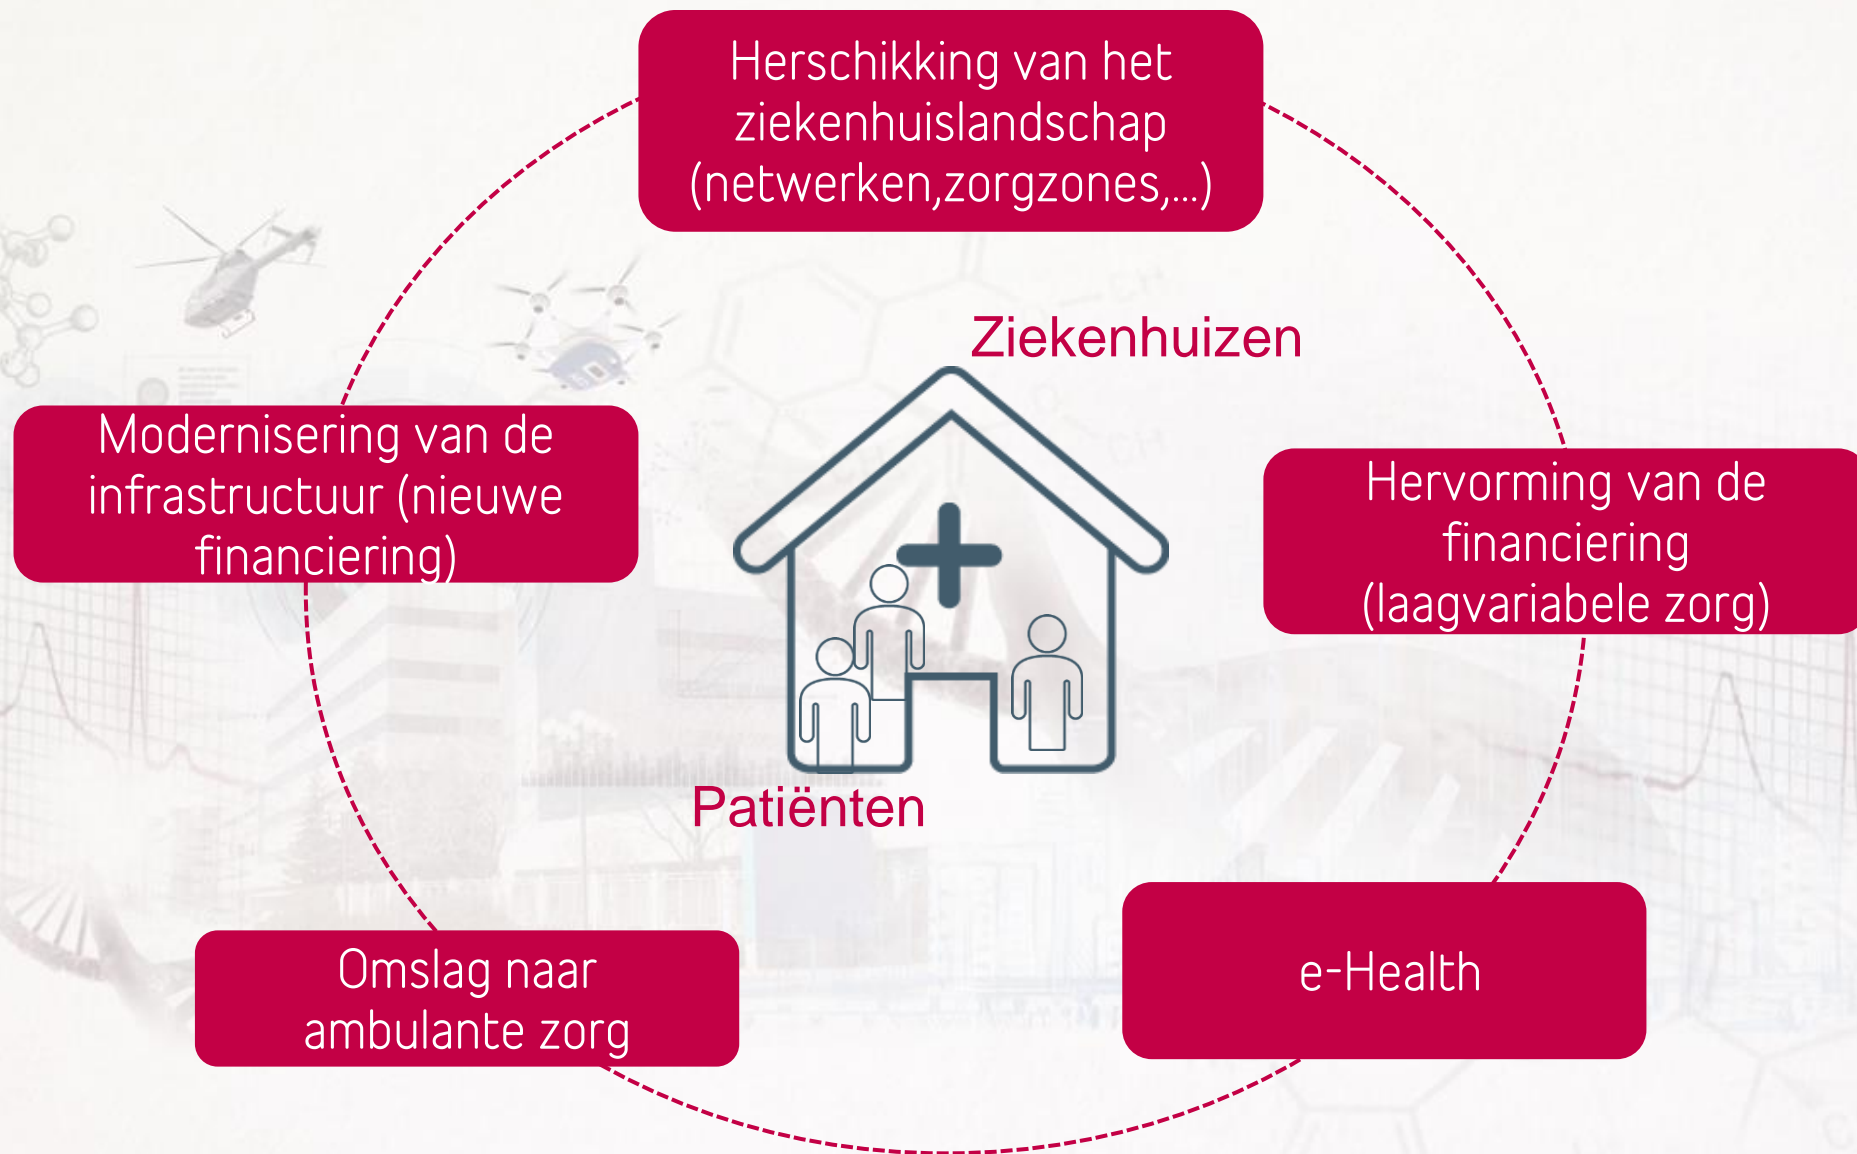 Herschikking van het
ziekenhuislandschap
(netwerken,zorgzones,...)
Ziekenhuizen
Modernisering van de
infrastructuur (nieuwe
financiering)
Hervorming van de
financiering
(laagvariabele zorg)
Patiënten
Omslag naar
ambulante zorg
e-Health